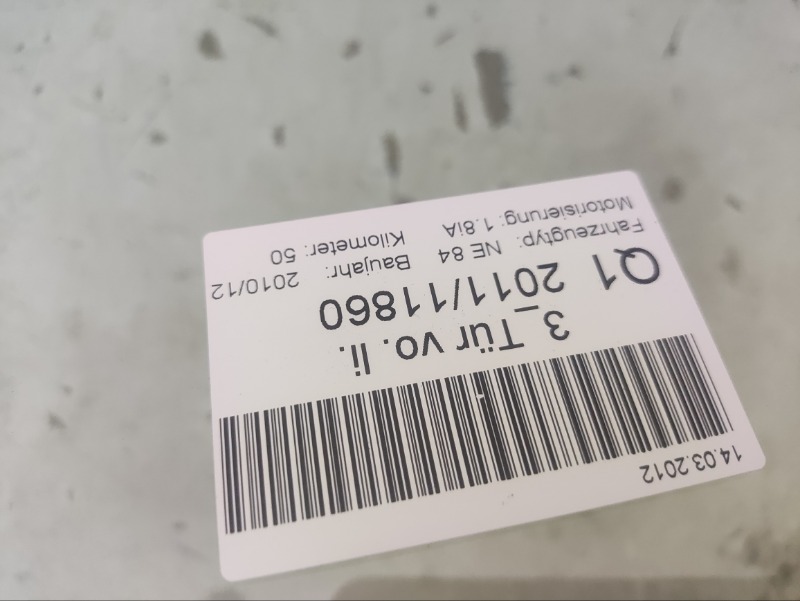 14.03.2012
3_Tür vo. li.
Q1 2011/11860
Fahrzeugtyp: NE 84 Baujahr: 2010/12
Motorisierung: 1.8iA Kilometer: 50